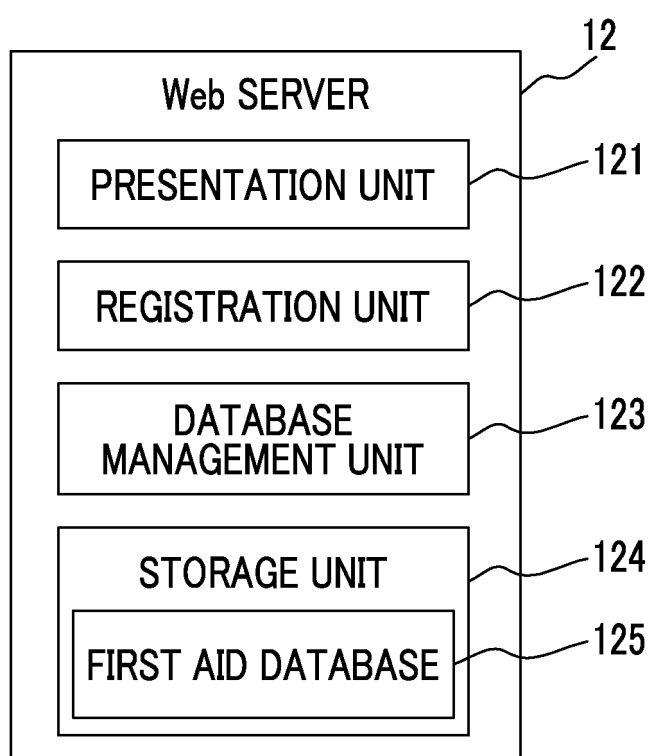 12
Web SERVER
PRESENTATION UNIT
121
REGISTRATION UNIT
122
DATABASE
MANAGEMENT UNIT
123
STORAGE UNIT
124
FIRST AID DATABASE
125